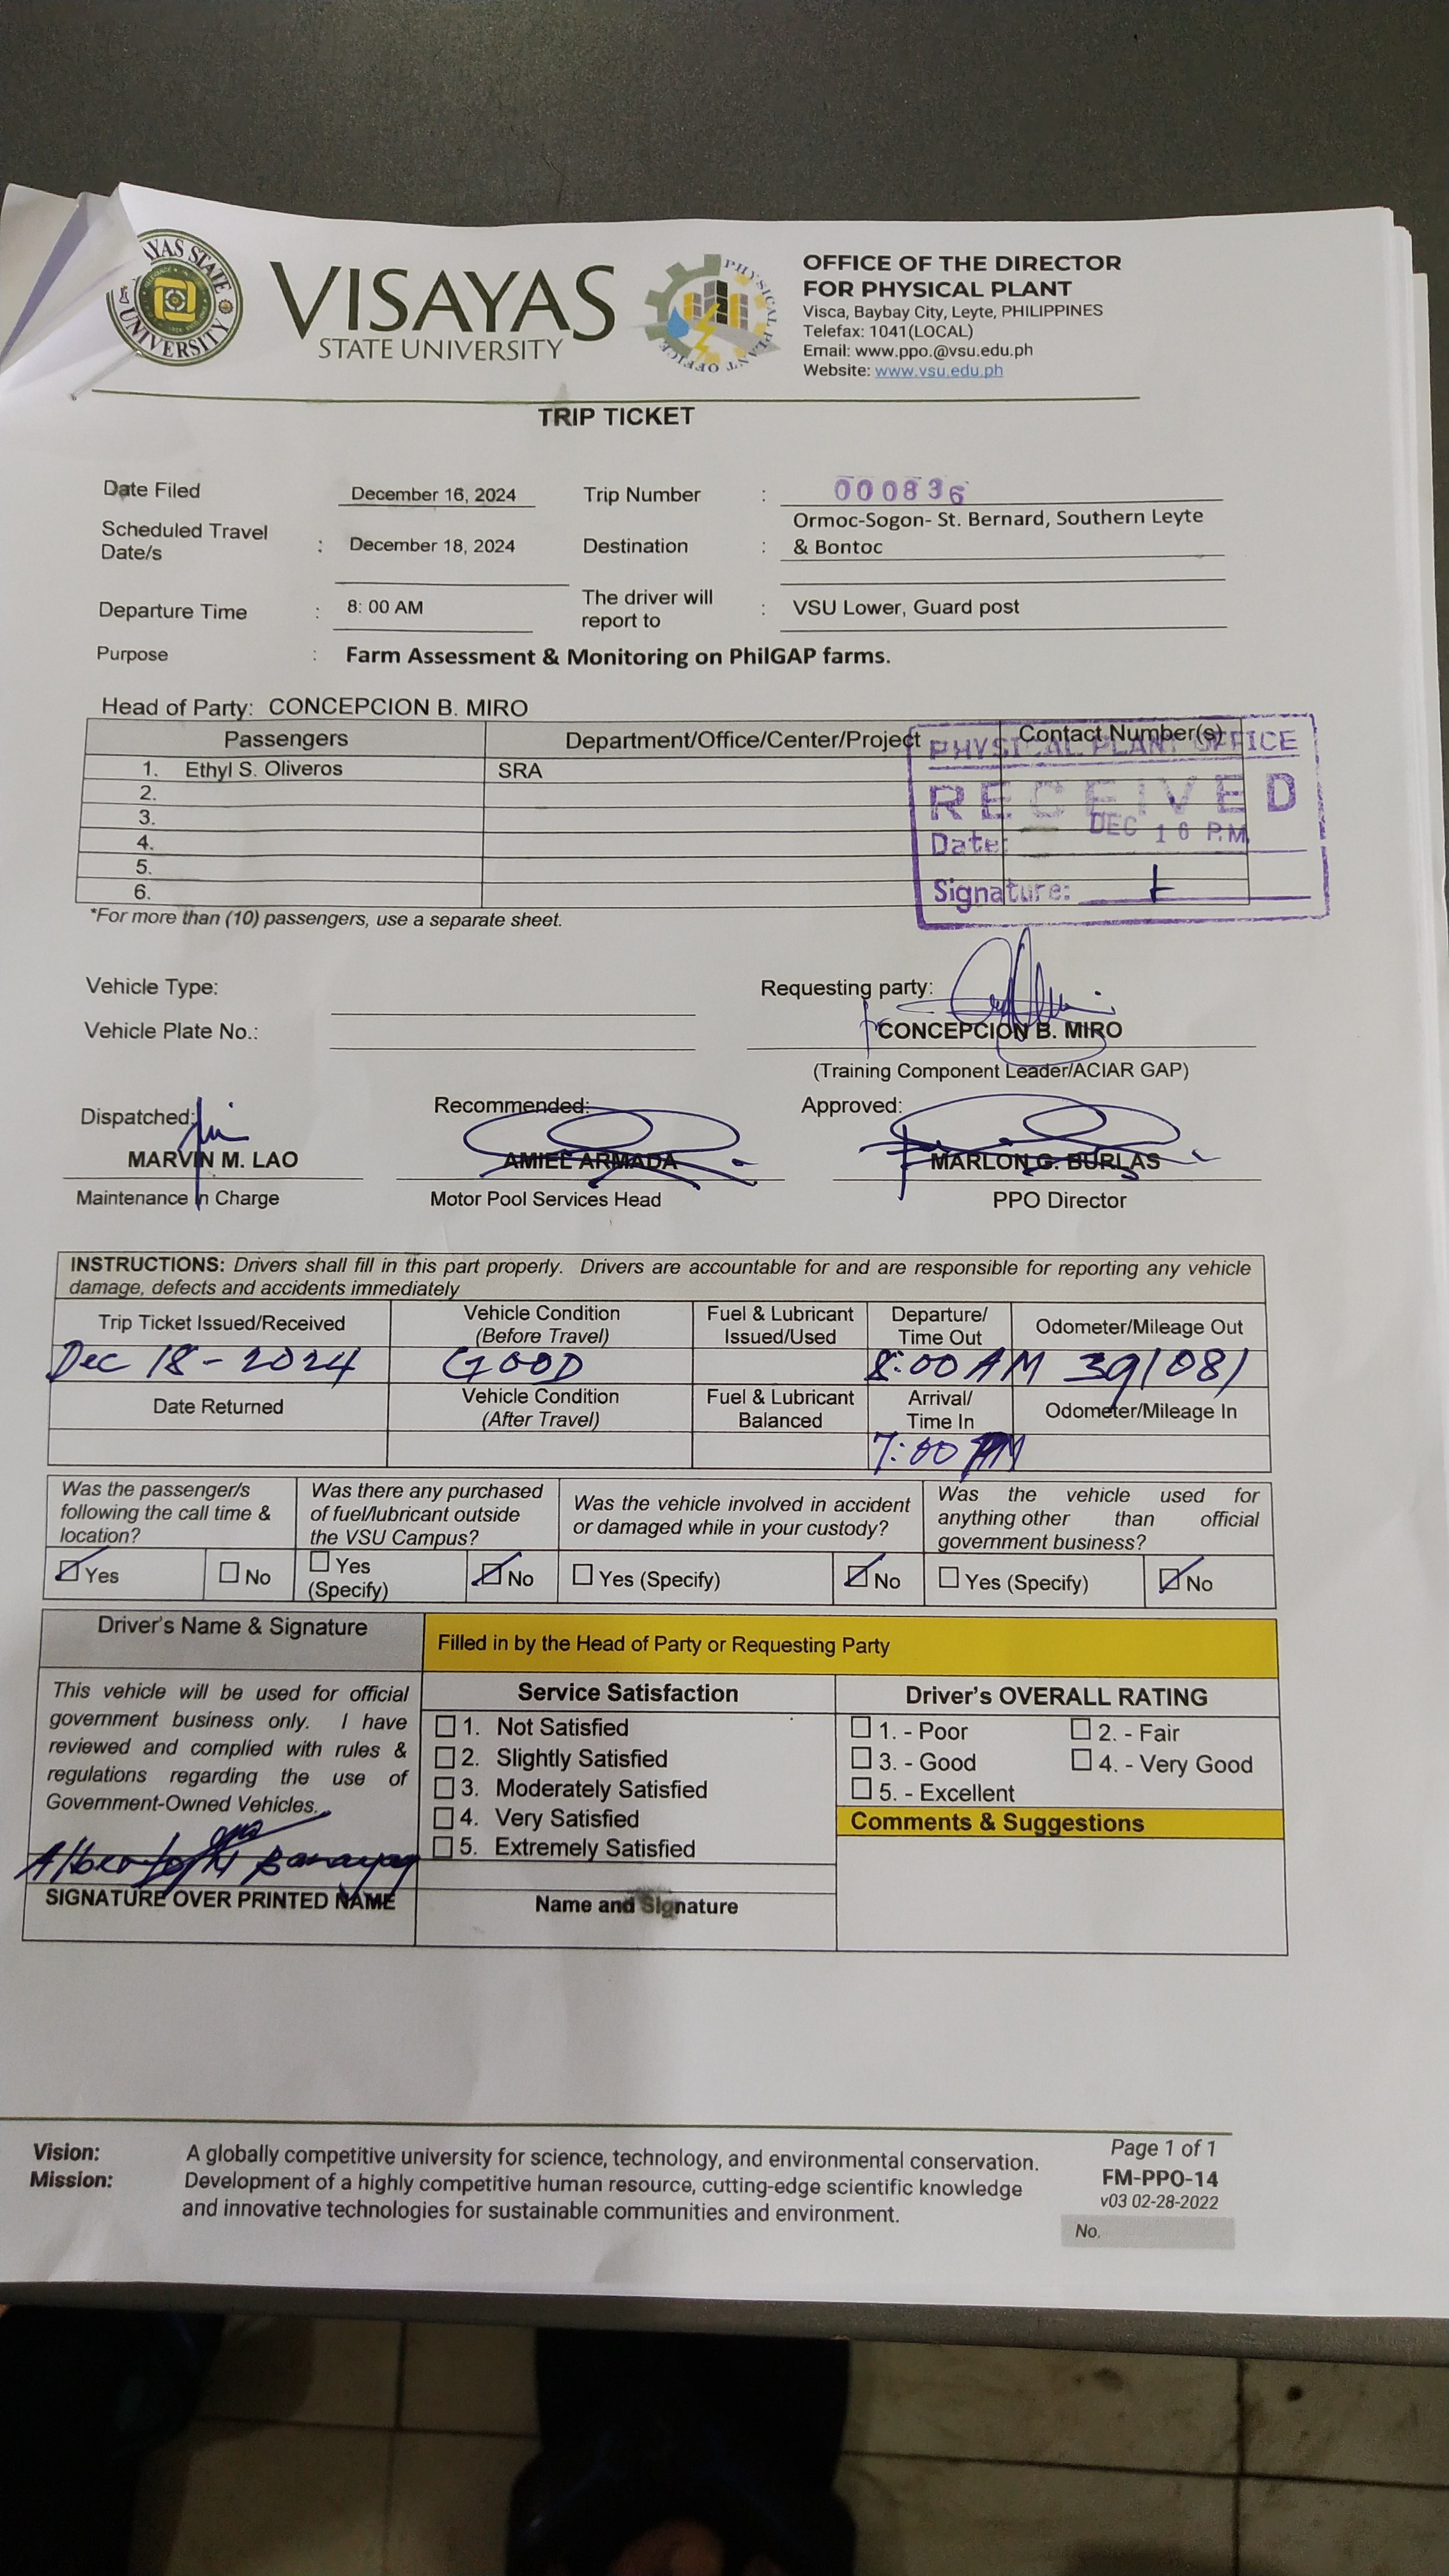 VISAYAS STATE UNIVERSITY
VISAYAS
STATE UNIVERSITY
PHYSICAL PLANT OFFICE
OFFICE OF THE DIRECTOR
FOR PHYSICAL PLANT
Visca, Baybay City, Leyte, PHILIPPINES
Telefax: 1041(LOCAL)
Email: www.ppo.@vsu.edu.ph
Website: www.vsu.edu.ph
TRIP TICKET
Date Filed December 16, 2024 Trip Number : 000836
Scheduled Travel Date/s : December 18, 2024 Destination : Ormoc-Sogon- St. Bernard, Southern Leyte
& Bontoc
Departure Time : 8: 00 AM The driver will report to : VSU Lower, Guard post
Purpose : Farm Assessment & Monitoring on PhilGAP farms.
Head of Party: CONCEPCION B. MIRO
Passengers Department/Office/Center/Project Contact Number(s)
1. Ethyl S. Oliveros SRA
2.
3.
4.
5.
6.
PHYSICAL PLANT OFFICE
RECEIVED
Date: DEC 16 P.M.
Signature:
*For more than (10) passengers, use a separate sheet.
Vehicle Type:
Vehicle Plate No.:
Requesting party:
CONCEPCION B. MIRO
(Training Component Leader/ACIAR GAP)
Dispatched: Recommended: Approved:
MARVIN M. LAO AMIEL ARMADA MARLON G. BURLAS
Maintenance In Charge Motor Pool Services Head PPO Director
INSTRUCTIONS: Drivers shall fill in this part properly. Drivers are accountable for and are responsible for reporting any vehicle
damage, defects and accidents immediately
Trip Ticket Issued/Received Vehicle Condition (Before Travel) Fuel & Lubricant Issued/Used Departure/ Time Out Odometer/Mileage Out
Dec 18-2024 GOOD 8:00 AM
Date Returned Vehicle Condition (After Travel) Fuel & Lubricant Balanced Arrival/ Time In Odometer/Mileage In
7:00 PM
Was the passenger/s following the call time & location?
Yes No
Was there any purchased of fuel/lubricant outside the VSU Campus?
Yes (Specify) No
Was the vehicle involved in accident or damaged while in your custody?
Yes (Specify) No
Was the vehicle used for anything other than official government business?
Yes (Specify) No
Driver's Name & Signature
This vehicle will be used for official
government business only. I have
reviewed and complied with rules &
regulations regarding the use of
Government-Owned Vehicles.
SIGNATURE OVER PRINTED NAME
Filled in by the Head of Party or Requesting Party
Service Satisfaction
1. Not Satisfied
2. Slightly Satisfied
3. Moderately Satisfied
4. Very Satisfied
5. Extremely Satisfied
Name and Signature
Driver's OVERALL RATING
1. - Poor 2. - Fair
3. - Good 4. - Very Good
5. - Excellent
Comments & Suggestions
Vision: A globally competitive university for science, technology, and environmental conservation.
Mission: Development of a highly competitive human resource, cutting-edge scientific knowledge
and innovative technologies for sustainable communities and environment.
Page 1 of 1
FM-PPO-14
v03 02-28-2022
No.